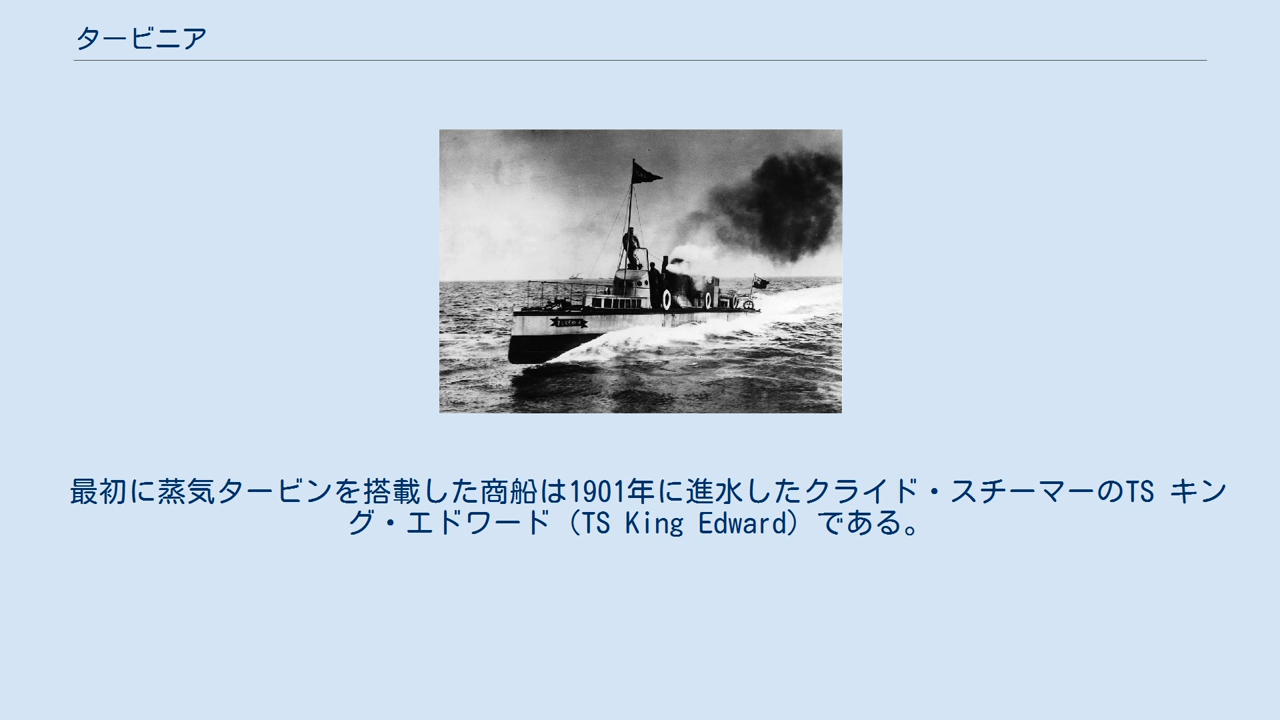 タービニア
最初に蒸気タービンを搭載した商船は1901年に進水したクライド・スチーマーのTS キン
グ・エドワード（TS King Edward）である。